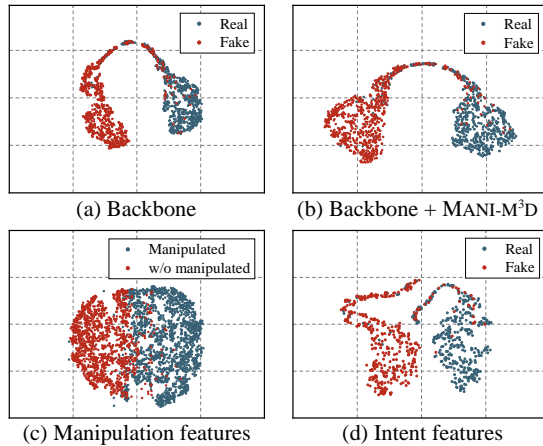 Real
Fake
Real
Fake
(a) Backbone
(b) Backbone + MANI-M³D
Manipulated
w/o manipulated
Real
Fake
(c) Manipulation features
(d) Intent features